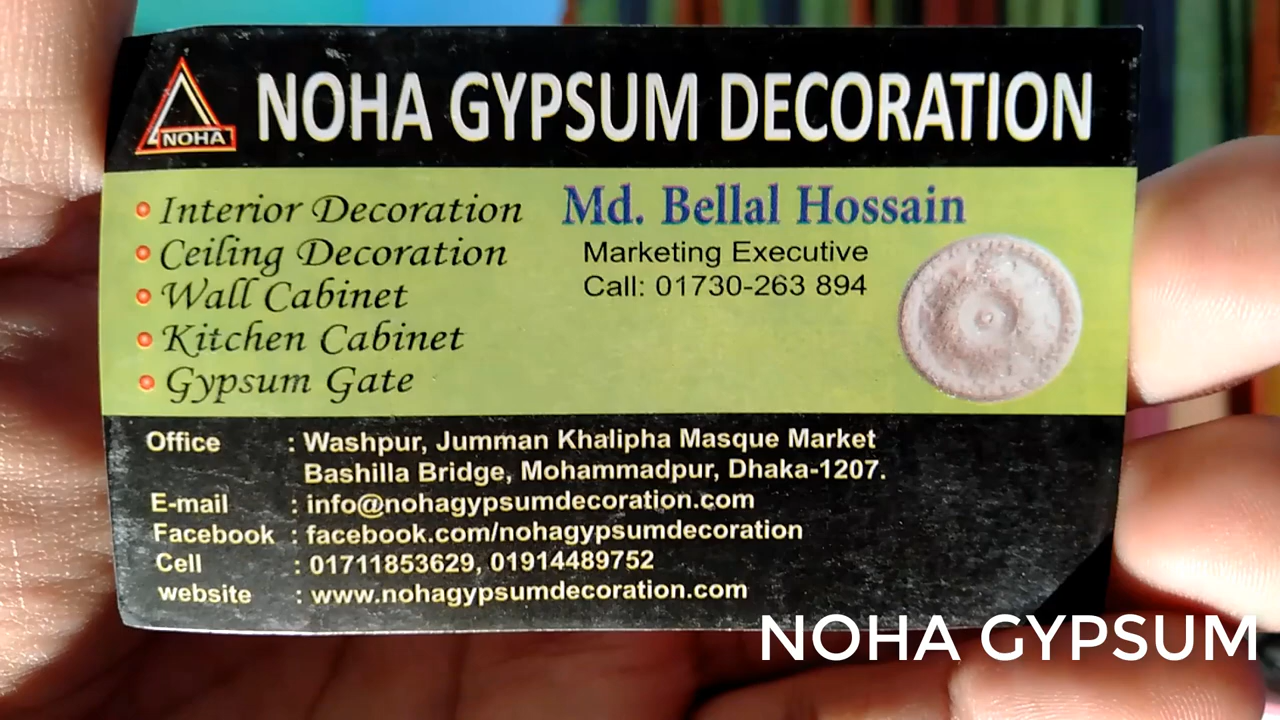 NOHA
NOHA GYPSUM DECORATION
Interior Decoration
Ceiling Decoration
Wall Cabinet
Kitchen Cabinet
Gypsum Gate
Md. Bellal Hossain
Marketing Executive
Call: 01730-263 894
Office : Washpur, Jumman Khalipha Masque Market
Bashilla Bridge, Mohammadpur, Dhaka-1207.
E-mail : info@nohagypsumdecoration.com
Facebook : facebook.com/nohagypsumdecoration
Cell : 01711853629, 01914489752
website : www.nohagypsumdecoration.com
NOHA GYPSUM